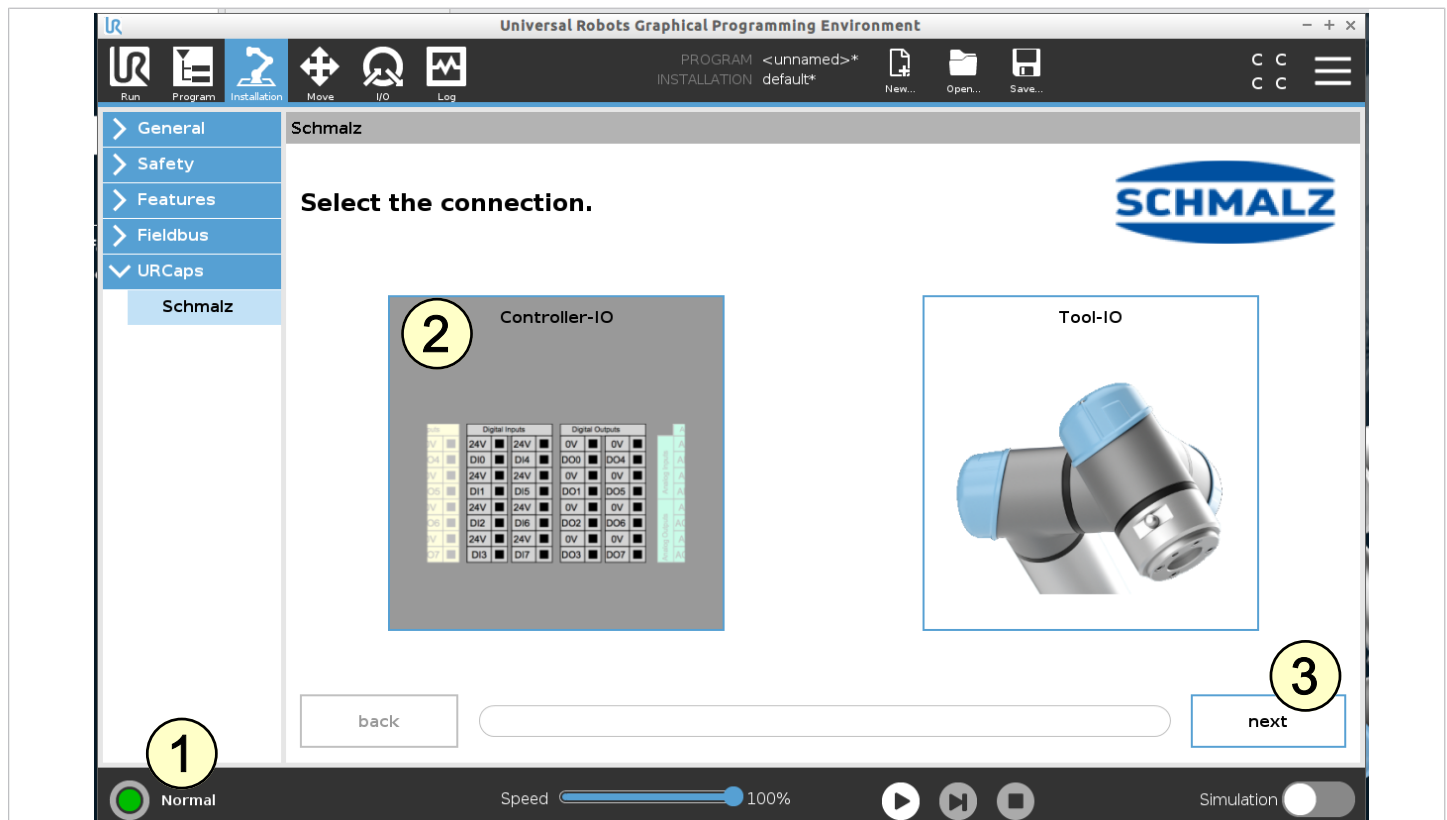 Universal Robots Graphical Programming Environment
Run
Program
Installation
Move
I/O
Log
PROGRAM <unnamed>*
INSTALLATION default*
New...
Open...
Save...
C C
C C
General
Safety
Features
Fieldbus
URCaps
Schmalz
Schmalz
Select the connection.
SCHMALZ
2
Controller-IO
Digital Inputs Digital Outputs
24V 24V 0V 0V
DI0 DI4 DO0 DO4
24V 24V 0V 0V
DI1 DI5 DO1 DO5
24V 24V 0V 0V
DI2 DI6 DO2 DO6
24V 24V 0V 0V
DI3 DI7 DO3 DO7
Analog Inputs
Analog Outputs
Tool-IO
3
back
next
1
Normal
Speed 100%
Simulation